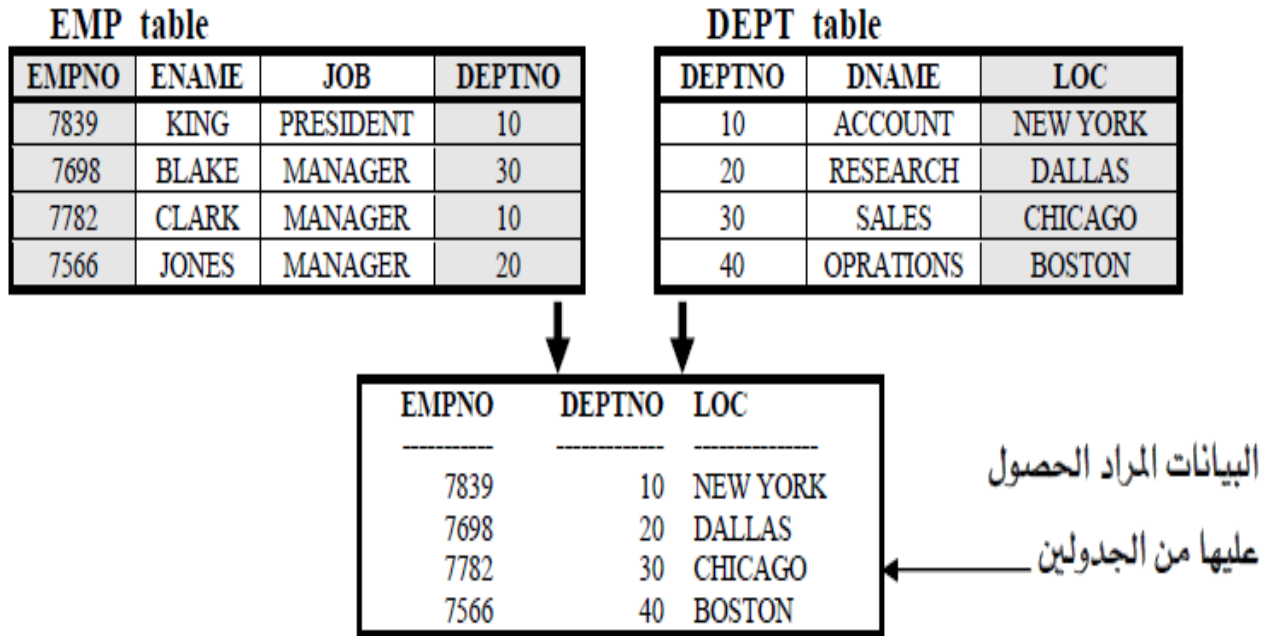 EMP table
EMPNO ENAME JOB DEPTNO
7839 KING PRESIDENT 10
7698 BLAKE MANAGER 30
7782 CLARK MANAGER 10
7566 JONES MANAGER 20
DEPT table
DEPTNO DNAME LOC
10 ACCOUNT NEW YORK
20 RESEARCH DALLAS
30 SALES CHICAGO
40 OPRATIONS BOSTON
EMPNO DEPTNO LOC
----------- ------------- ---------------
7839 10 NEW YORK
7698 20 DALLAS
7782 30 CHICAGO
7566 40 BOSTON
البيانات المراد الحصول
عليها من الجدولين